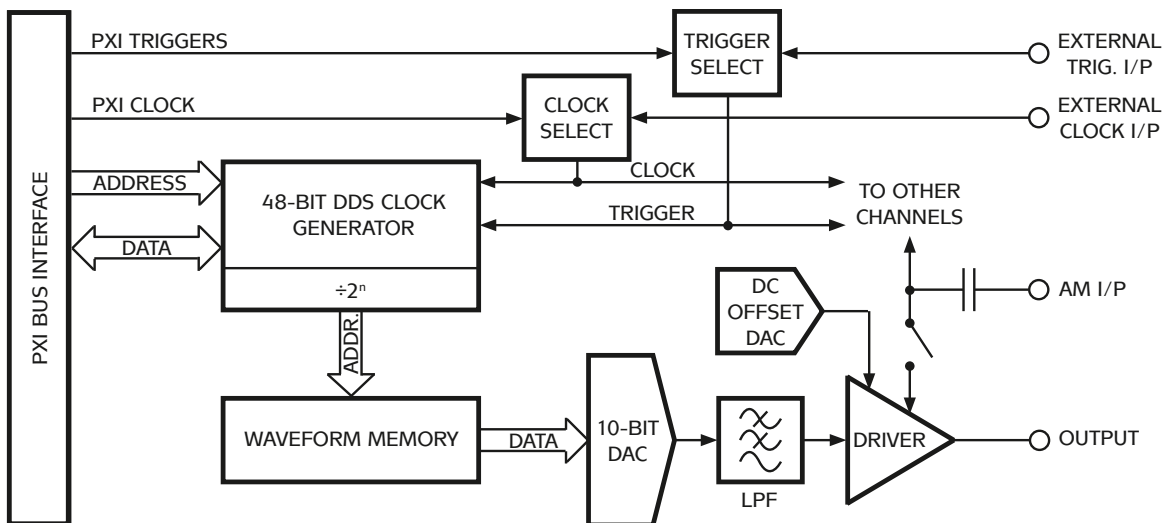 PXI BUS INTERFACE
PXI TRIGGERS
TRIGGER
SELECT
EXTERNAL
TRIG. I/P
PXI CLOCK
CLOCK
SELECT
EXTERNAL
CLOCK I/P
ADDRESS
48-BIT DDS CLOCK
GENERATOR
CLOCK
TRIGGER
TO OTHER
CHANNELS
DATA
÷2ⁿ
ADDR.
DC
OFFSET
DAC
AM I/P
WAVEFORM MEMORY
DATA
10-BIT
DAC
LPF
DRIVER
OUTPUT